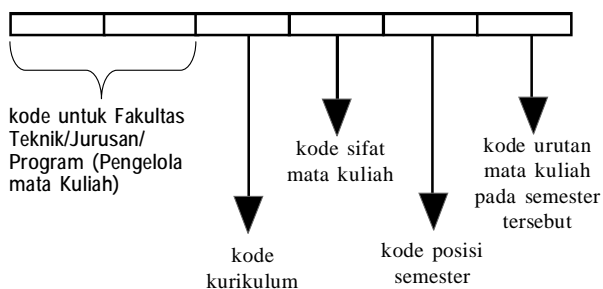 kode untuk Fakultas
Teknik/Jurusan/
Program (Pengelola
mata Kuliah)
kode
kurikulum
kode sifat
mata kuliah
kode posisi
semester
kode urutan
mata kuliah
pada semester
tersebut